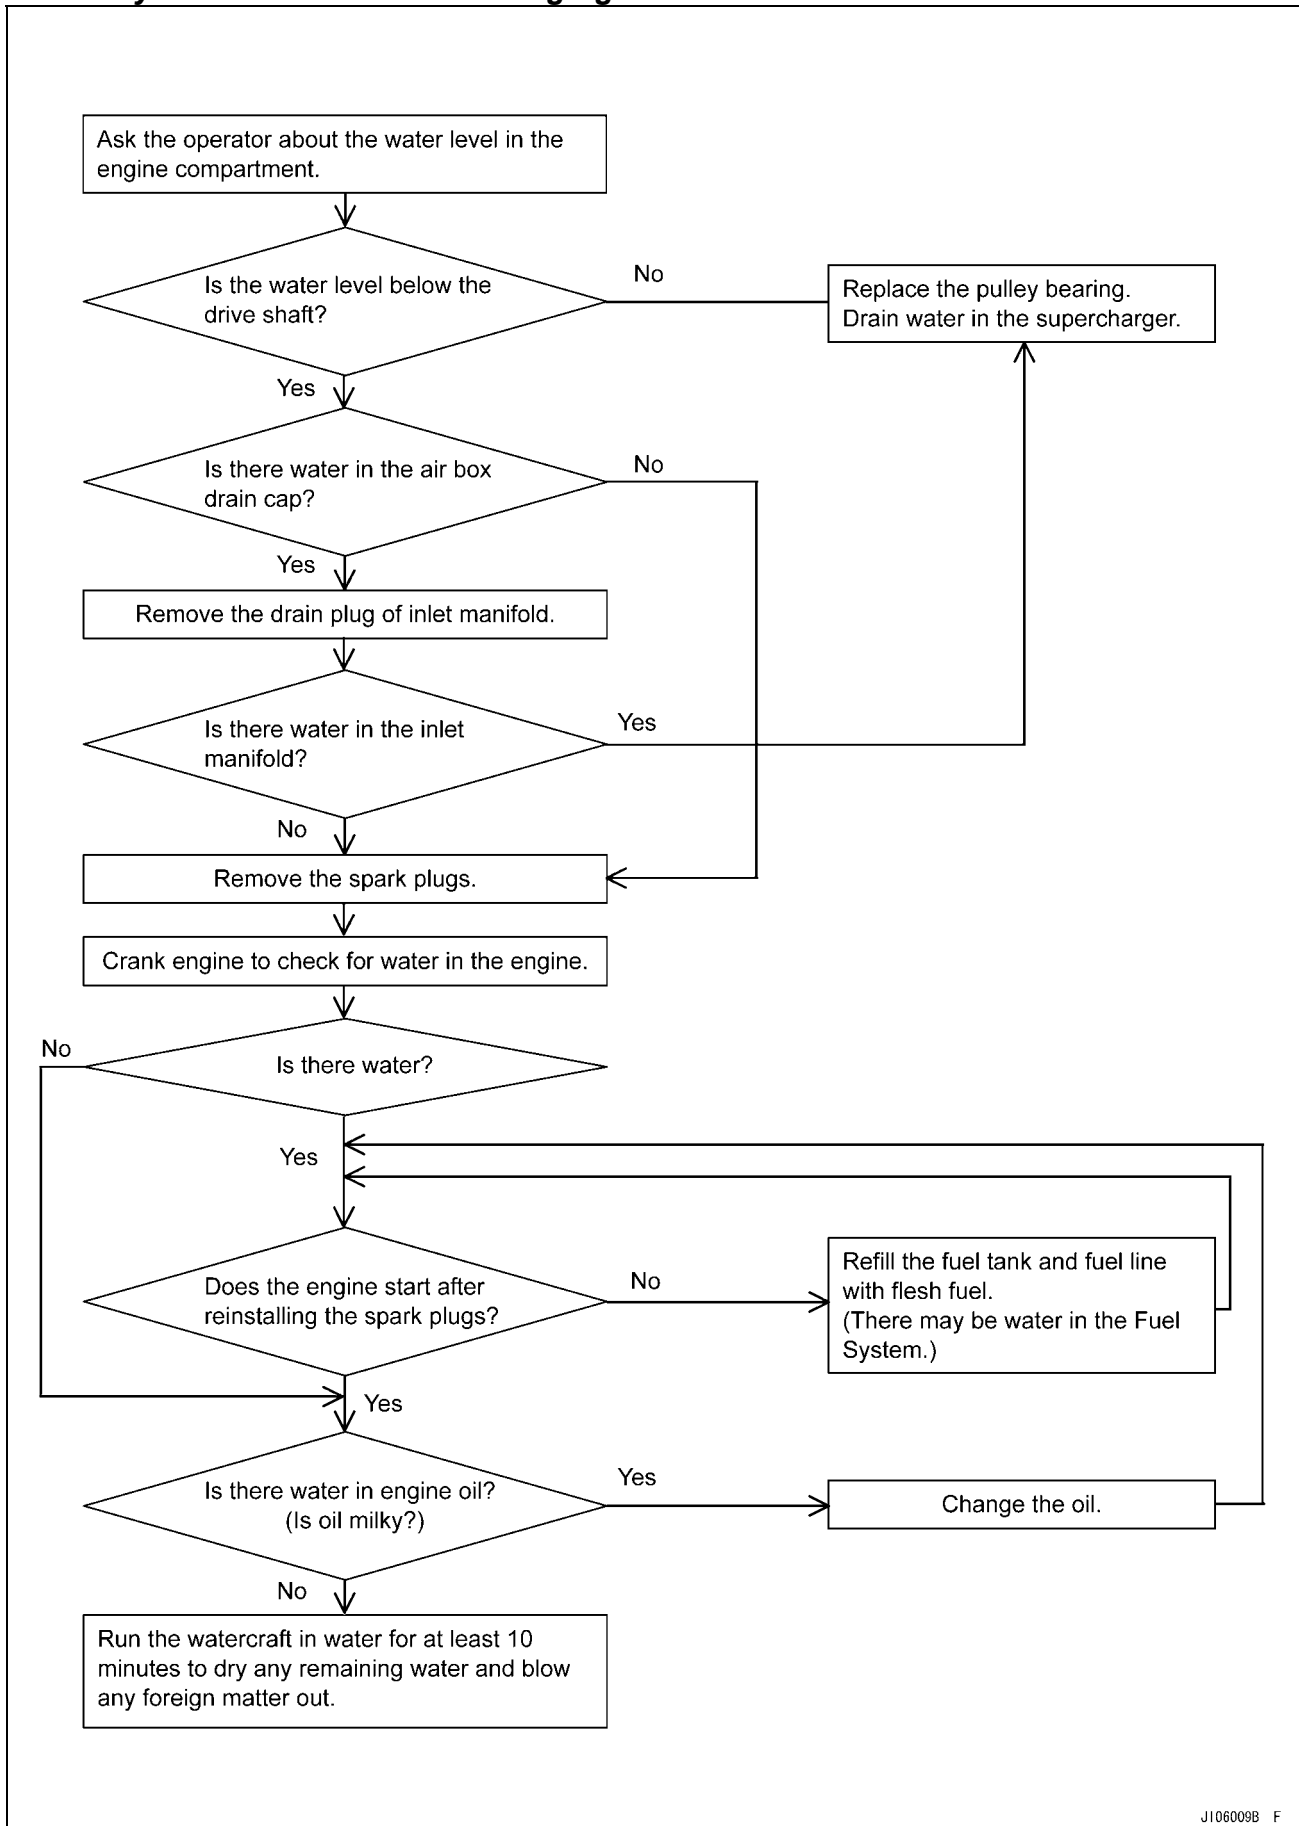 Ask the operator about the water level in the
engine compartment.
Is the water level below the
drive shaft?
No
Replace the pulley bearing.
Drain water in the supercharger.
Yes
Is there water in the air box
drain cap?
No
Yes
Remove the drain plug of inlet manifold.
Is there water in the inlet
manifold?
Yes
No
Remove the spark plugs.
Crank engine to check for water in the engine.
No
Is there water?
Yes
Does the engine start after
reinstalling the spark plugs?
No
Refill the fuel tank and fuel line
with flesh fuel.
(There may be water in the Fuel
System.)
Yes
Is there water in engine oil?
(Is oil milky?)
Yes
Change the oil.
No
Run the watercraft in water for at least 10
minutes to dry any remaining water and blow
any foreign matter out.
JI06009B F